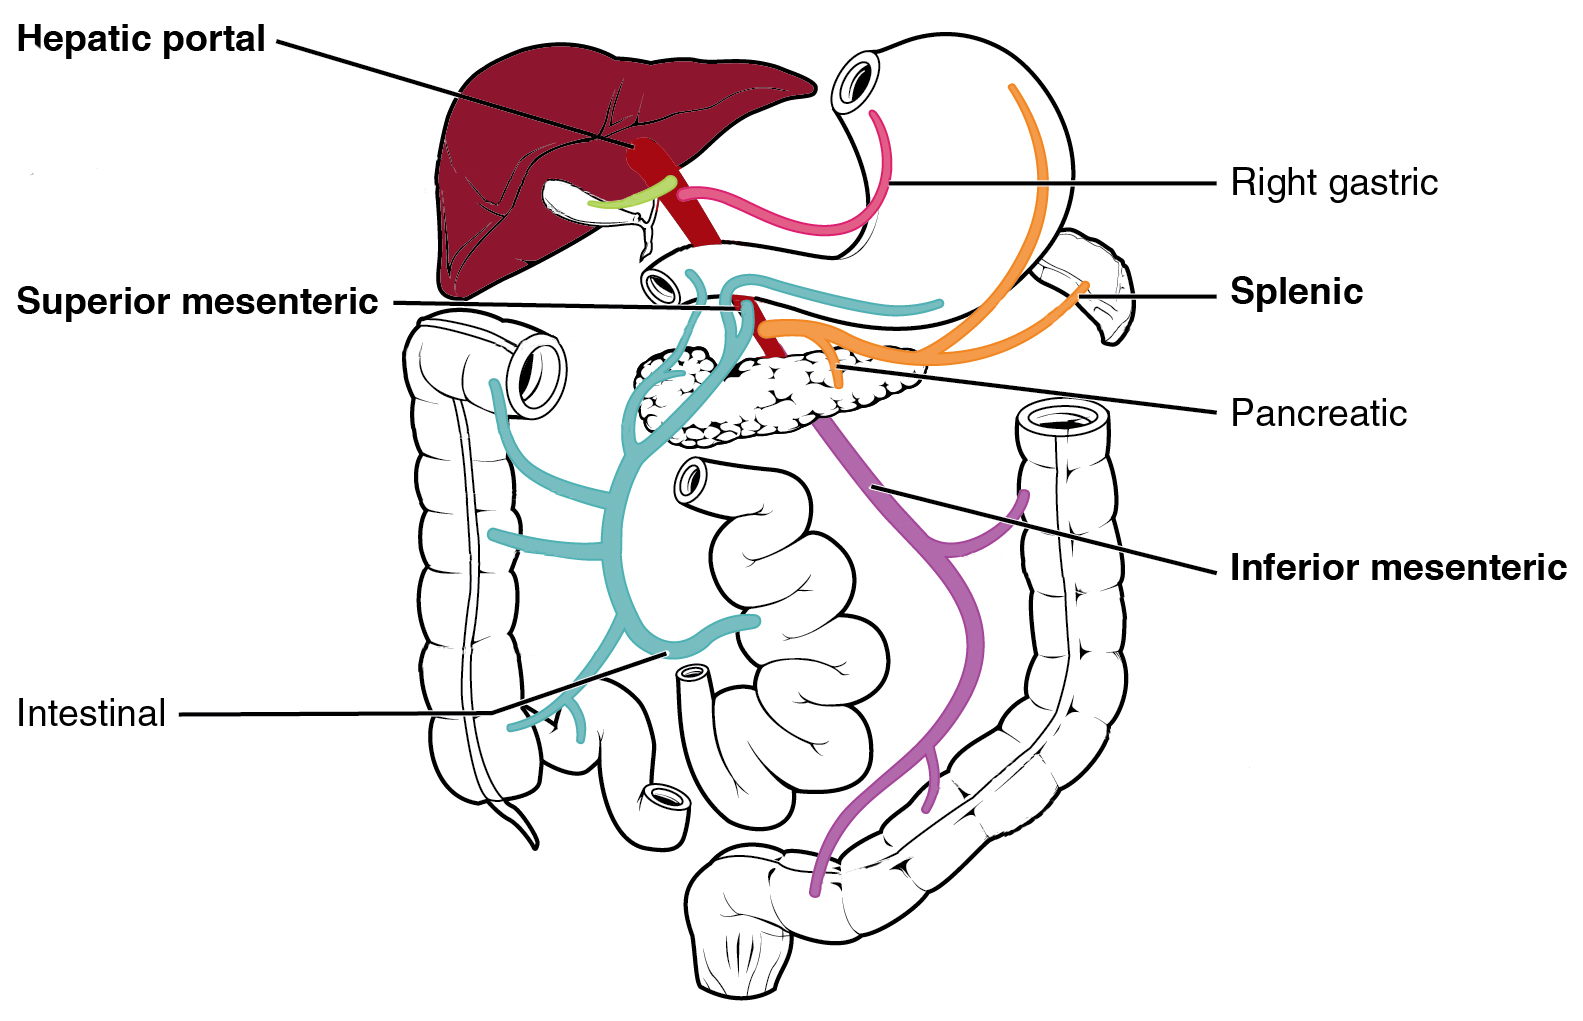 Hepatic portal
Right gastric
Superior mesenteric
Splenic
Pancreatic
Inferior mesenteric
Intestinal